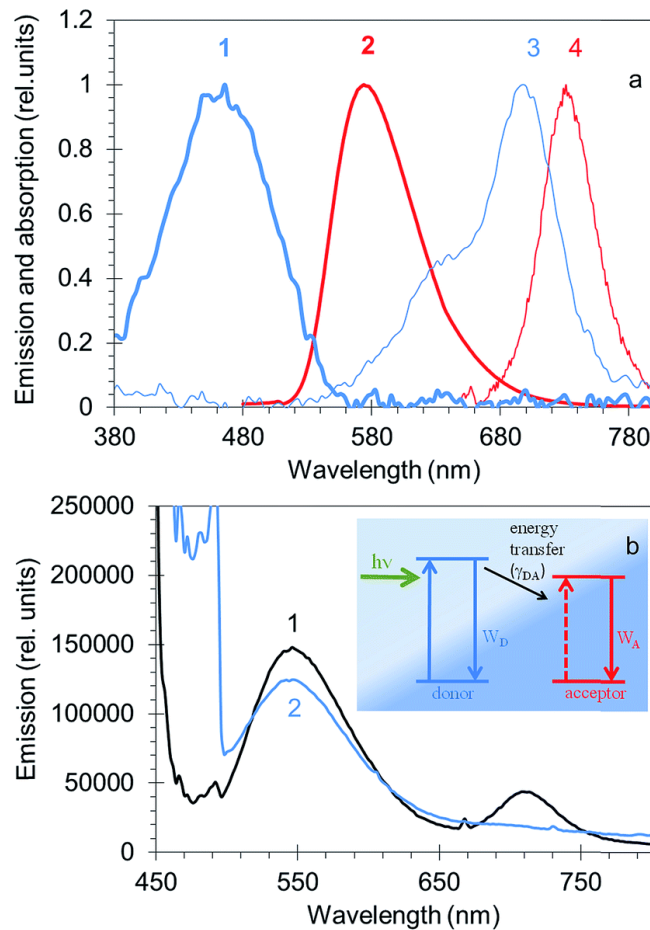 1 2 3 4
a
Emission and absorption (rel.units)
1.2
1
0.8
0.6
0.4
0.2
0
380 480 580 680 780
Wavelength (nm)
250000
200000
150000
100000
50000
0
Emission (rel. units)
b
energy
transfer
(γDA)
hν
WD
WA
donor
acceptor
1
2
450 550 650 750
Wavelength (nm)